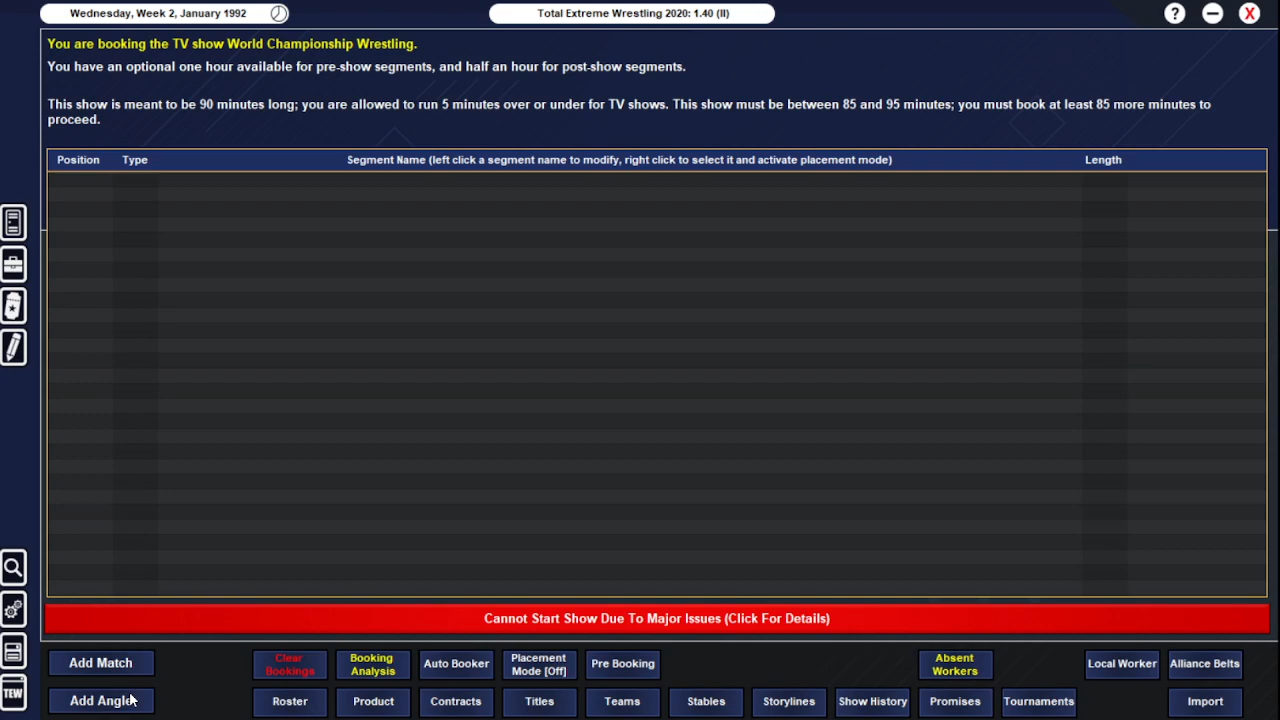 Wednesday, Week 2, January 1992
Total Extreme Wrestling 2020: 1.40 (II)
? X
You are booking the TV show World Championship Wrestling.
You have an optional one hour available for pre-show segments, and half an hour for post-show segments.
This show is meant to be 90 minutes long; you are allowed to run 5 minutes over or under for TV shows. This show must be between 85 and 95 minutes; you must book at least 85 more minutes to
proceed.
Position Type Segment Name (left click a segment name to modify, right click to select it and activate placement mode) Length
Cannot Start Show Due To Major Issues (Click For Details)
Add Match
Clear
Bookings
Booking
Analysis
Auto Booker
Placement
Mode [Off]
Pre Booking
Absent
Workers
Local Worker
Alliance Belts
TEW
Add Angle
Roster
Product
Contracts
Titles
Teams
Stables
Storylines
Show History
Promises
Tournaments
Import